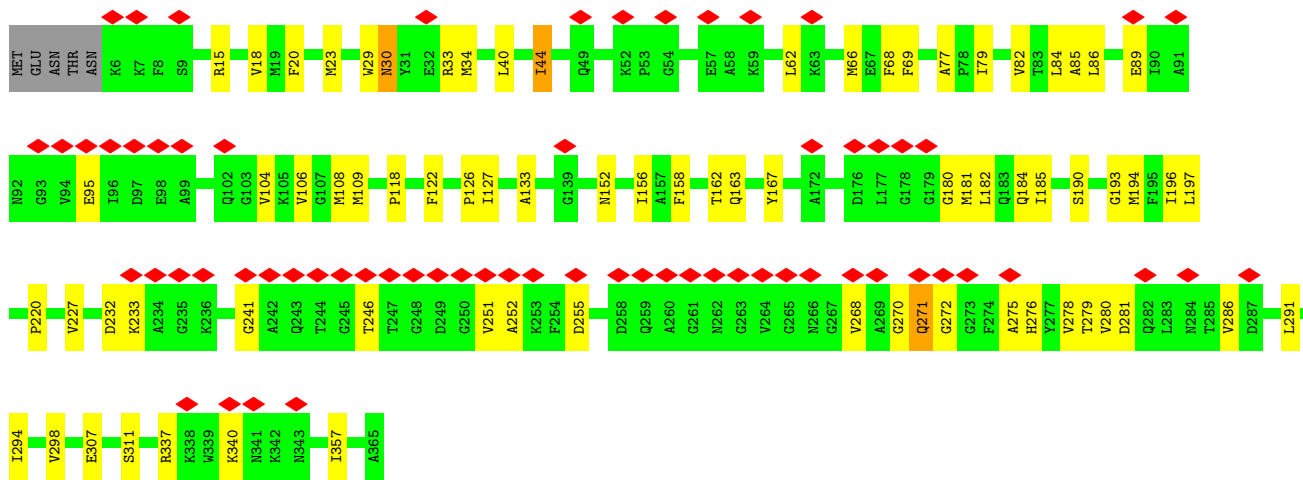 MET GLU ASN THR ASN K6 K7 F8 S9 R15 V18 M19 F20 M23 W29 N30 Y31 E32 R33 M34 L40 I44 Q49 K52 P53 G54 E57 A58 K59 L62 K63 M66 E67 F68 F69 A77 P78 I79 V82 T83 L84 A85 L86 E89 I90 A91
N92 G93 V94 E95 I96 D97 E98 A99 Q102 G103 V104 K105 V106 G107 M108 M109 P118 F122 P126 I127 A133 G139 N152 I156 A157 F158 T162 Q163 Y167 A172 D176 L177 G178 G179 G180 M181 L182 Q183 Q184 I185 S190 G193 M194 F195 I196 L197
P220 V227 D232 K233 A234 G235 K236 G241 A242 Q243 T244 G245 T246 T247 G248 D249 G250 V251 A252 K253 F254 D255 D258 Q259 A260 G261 N262 G263 V264 G265 N266 G267 V268 A269 G270 Q271 G272 G273 F274 A275 H276 Y277 V278 T279 V280 D281 Q282 L283 N284 T285 V286 D287 L291
I294 V298 E307 S311 R337 K338 W339 K340 N341 K342 N343 I357 A365